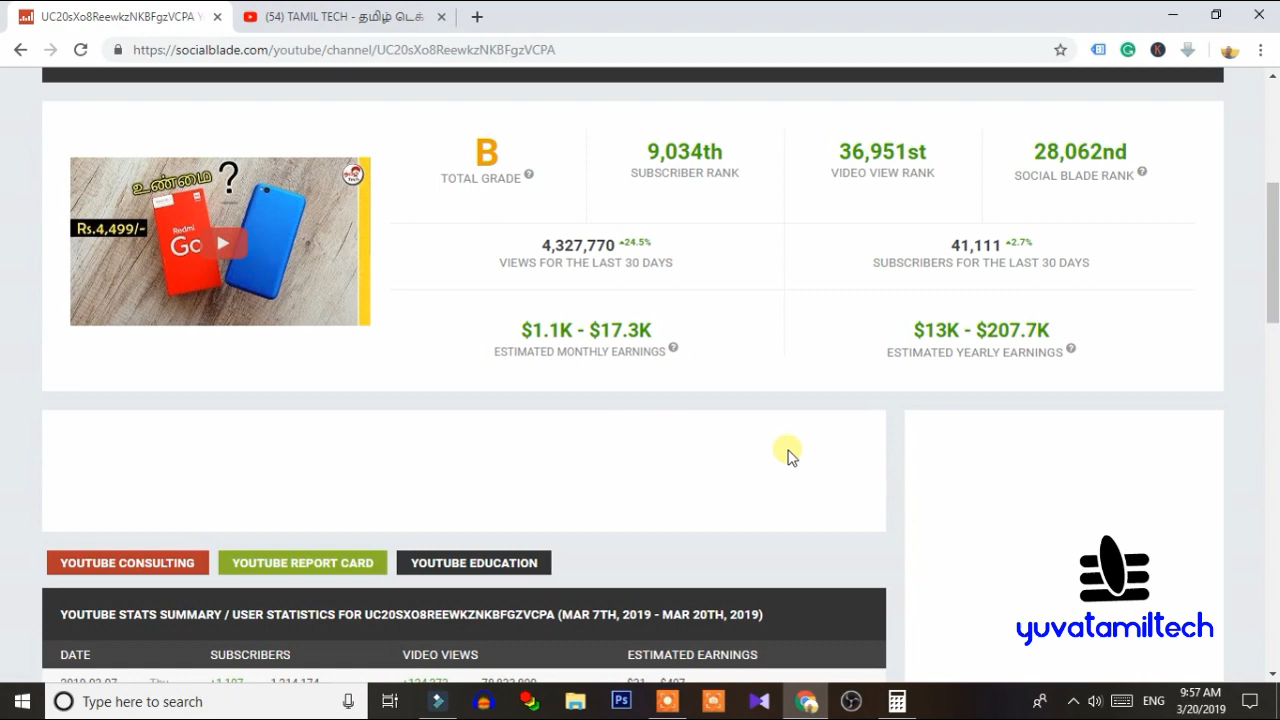 UC20sXo8ReewkzNKBFgzVCPA Y
(54) TAMIL TECH - தமிழ் டெக்
https://socialblade.com/youtube/channel/UC20sXo8ReewkzNKBFgzVCPA
உண்மை ?
Rs.4,499/-
Redmi
Go
B
TOTAL GRADE
9,034th
SUBSCRIBER RANK
36,951st
VIDEO VIEW RANK
28,062nd
SOCIAL BLADE RANK
4,327,770 24.5%
VIEWS FOR THE LAST 30 DAYS
41,111 2.7%
SUBSCRIBERS FOR THE LAST 30 DAYS
$1.1K - $17.3K
ESTIMATED MONTHLY EARNINGS
$13K - $207.7K
ESTIMATED YEARLY EARNINGS
YOUTUBE CONSULTING
YOUTUBE REPORT CARD
YOUTUBE EDUCATION
YOUTUBE STATS SUMMARY / USER STATISTICS FOR UC20SXO8REEWKZNKBFGZVCPA (MAR 7TH, 2019 - MAR 20TH, 2019)
DATE SUBSCRIBERS VIDEO VIEWS ESTIMATED EARNINGS
yuvatamiltech
Type here to search
Ps
ENG
9:57 AM
3/20/2019